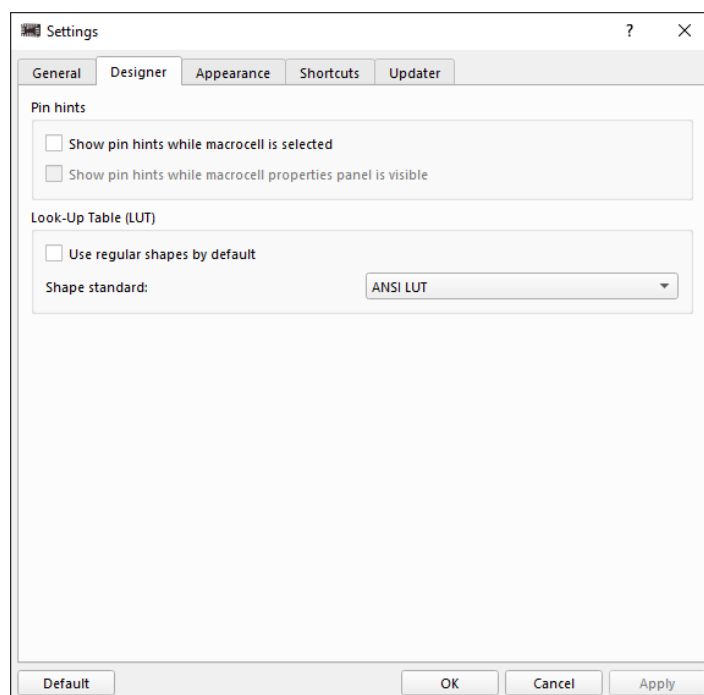 Settings
?
General Designer Appearance Shortcuts Updater
Pin hints
Show pin hints while macrocell is selected
Show pin hints while macrocell properties panel is visible
Look-Up Table (LUT)
Use regular shapes by default
Shape standard: ANSI LUT
Default OK Cancel Apply